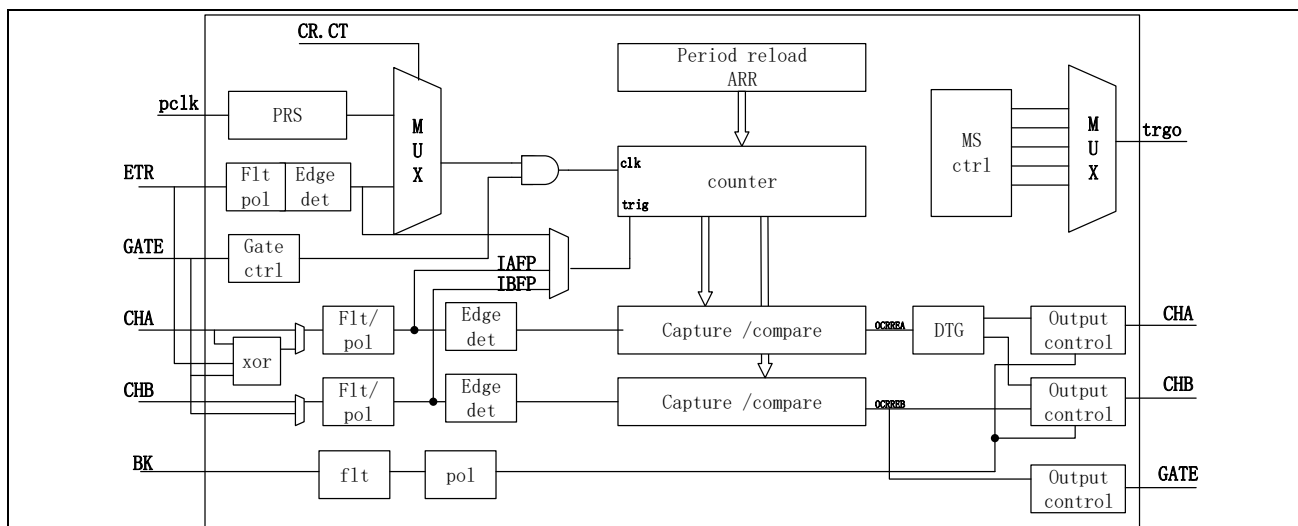 CR.CT
Period reload
ARR
pclk
PRS
MUX
MS
ctrl
MUX
trgo
ETR
Flt
pol
Edge
det
clk
counter
trig
GATE
Gate
ctrl
IAFP
IBFP
CHA
Flt/
pol
Edge
det
Capture /compare
OCRREA
DTG
Output
control
CHA
xor
CHB
Flt/
pol
Edge
det
Capture /compare
OCRREB
Output
control
CHB
BK
flt
pol
Output
control
GATE